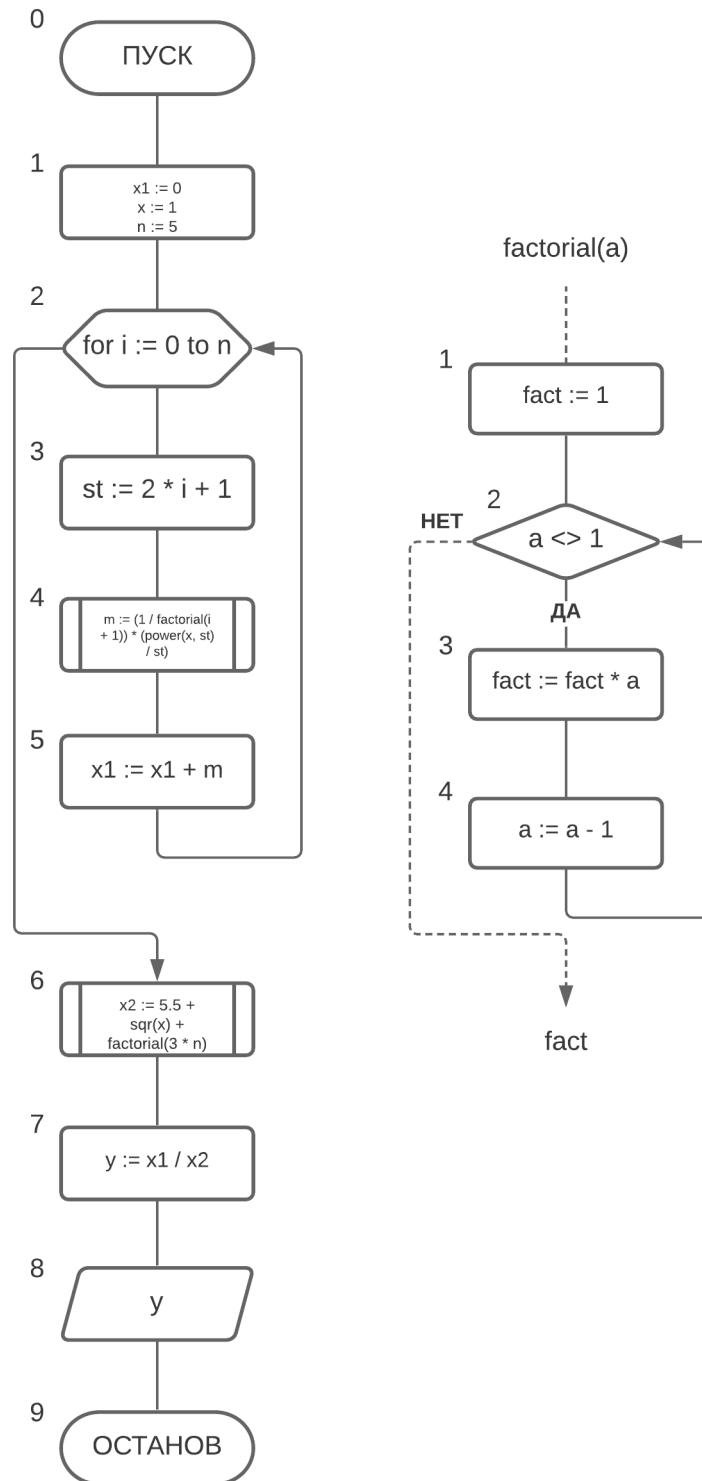 0
ПУСК
1
x1 := 0
x := 1
n := 5
2
for i := 0 to n
3
st := 2 * i + 1
4
m := (1 / factorial(i
+ 1)) * (power(x, st)
/ st)
5
x1 := x1 + m
6
x2 := 5.5 +
sqr(x) +
factorial(3 * n)
7
y := x1 / x2
8
y
9
ОСТАНОВ
factorial(a)
1
fact := 1
2
НЕТ
a <> 1
ДА
3
fact := fact * a
4
a := a - 1
fact